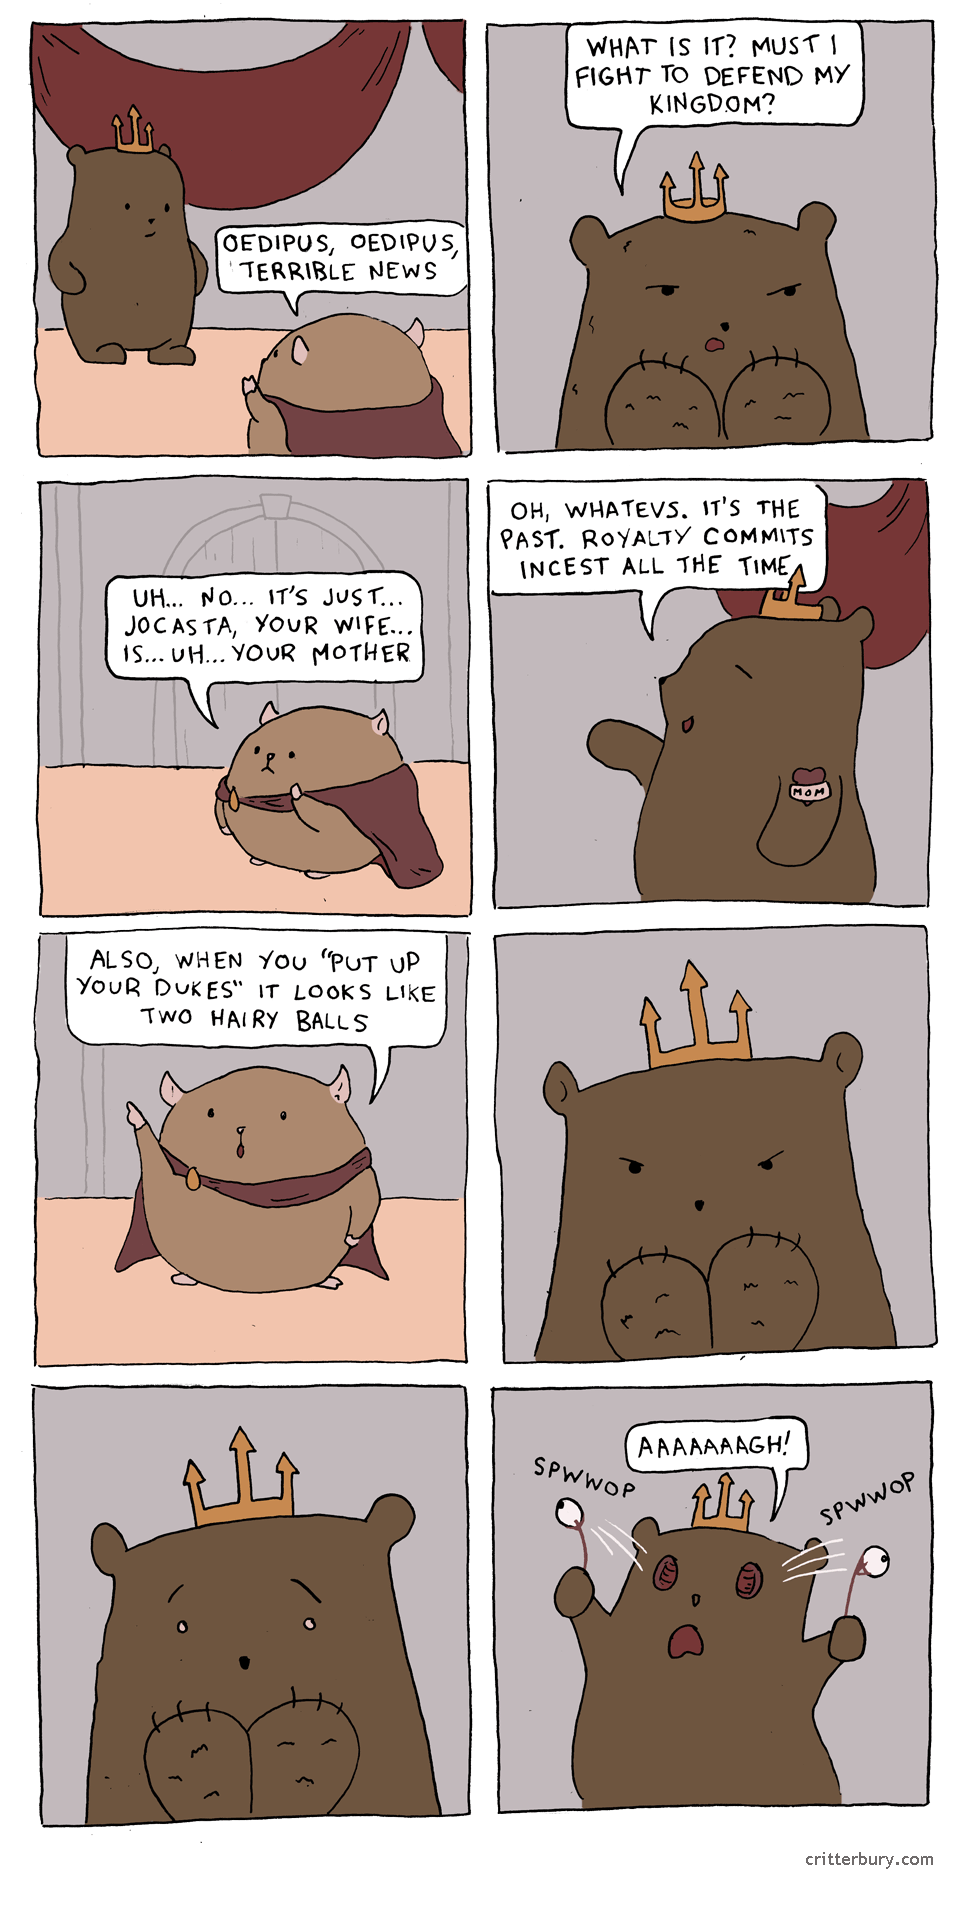 OEDIPUS, OEDIPUS,
TERRIBLE NEWS
WHAT IS IT? MUST I
FIGHT TO DEFEND MY
KINGDOM?
UH... NO... IT'S JUST...
JOCASTA, YOUR WIFE...
IS... UH... YOUR MOTHER
OH, WHATEVS. IT'S THE
PAST. ROYALTY COMMITS
INCEST ALL THE TIME.
MOM
ALSO, WHEN YOU "PUT UP
YOUR DUKES" IT LOOKS LIKE
TWO HAIRY BALLS
AAAAAAAGH!
SPWWOP
SPWWOP
critterbury.com